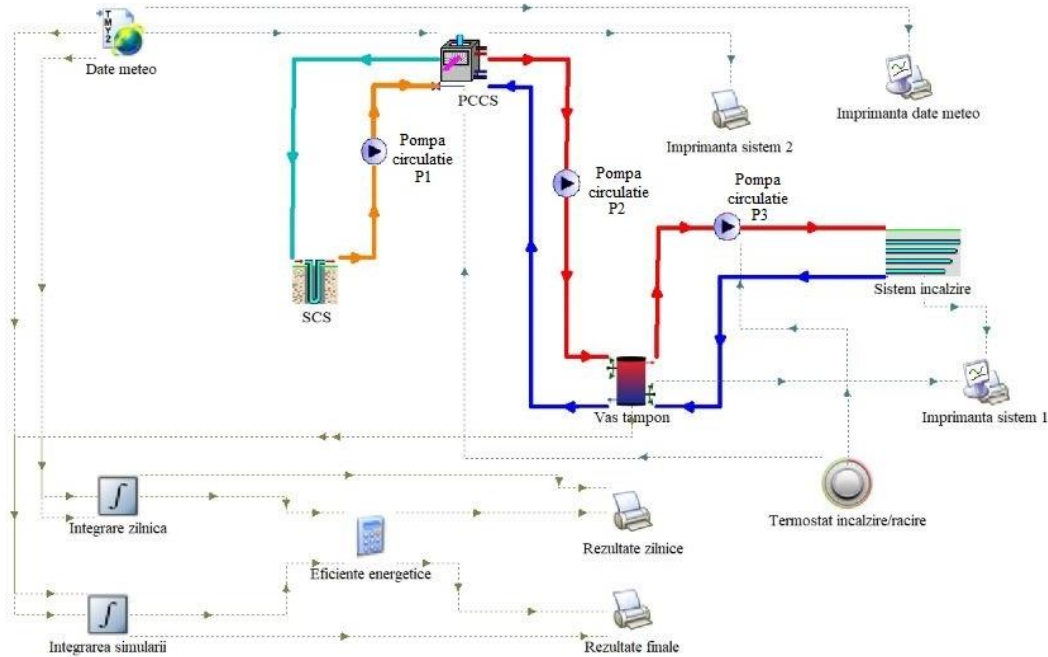 TMY2
Date meteo
PCCS
Imprimanta date meteo
Imprimanta sistem 2
Pompa
circulatie
P1
Pompa
circulatie
P2
Pompa
circulatie
P3
Sistem incalzire
SCS
Vas tampon
Imprimanta sistem 1
Termostat incalzire/racire
Integrare zilnica
Rezultate zilnice
Eficiente energetice
Integrarea simularii
Rezultate finale